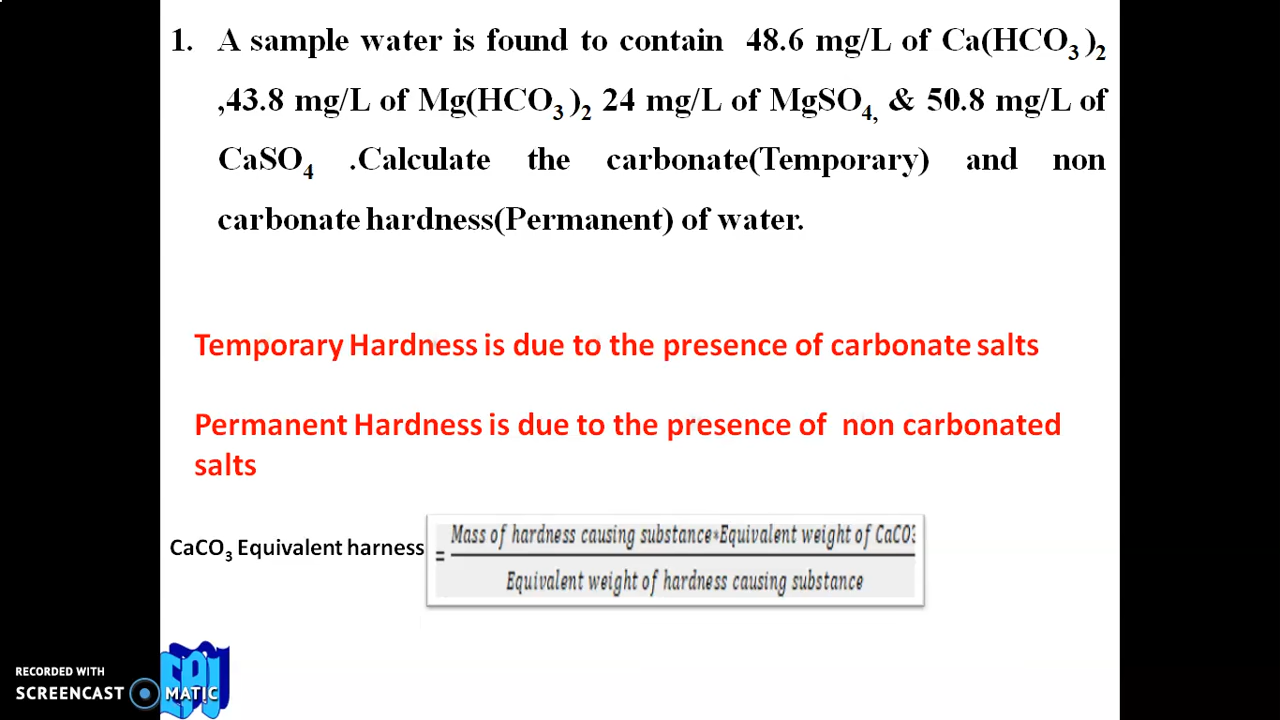 1. A sample water is found to contain 48.6 mg/L of Ca(HCO3)2
,43.8 mg/L of Mg(HCO3)2 24 mg/L of MgSO4, & 50.8 mg/L of
CaSO4 .Calculate the carbonate(Temporary) and non
carbonate hardness(Permanent) of water.
Temporary Hardness is due to the presence of carbonate salts
Permanent Hardness is due to the presence of non carbonated
salts
CaCO3 Equivalent harness
= Mass of hardness causing substance*Equivalent weight of CaCO3
Equivalent weight of hardness causing substance
RECORDED WITH
SCREENCAST MATIC